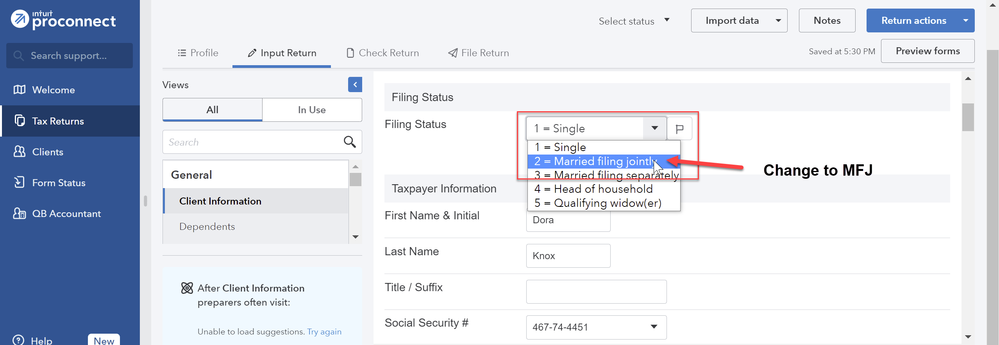 intuit
proconnect
Search support...
Welcome
Tax Returns
Clients
Form Status
QB Accountant
Help
New
Select status
Import data
Notes
Return actions
Profile
Input Return
Check Return
File Return
Saved at 5:30 PM
Preview forms
Views
All
In Use
Search
General
Client Information
Dependents
After Client Information
preparers often visit:
Unable to load suggestions. Try again
Filing Status
Filing Status
1 = Single
1 = Single
2 = Married filing jointly
3 = Married filing separately
4 = Head of household
5 = Qualifying widow(er)
Change to MFJ
Taxpayer Information
First Name & Initial
Dora
Last Name
Knox
Title / Suffix
Social Security #
467-74-4451